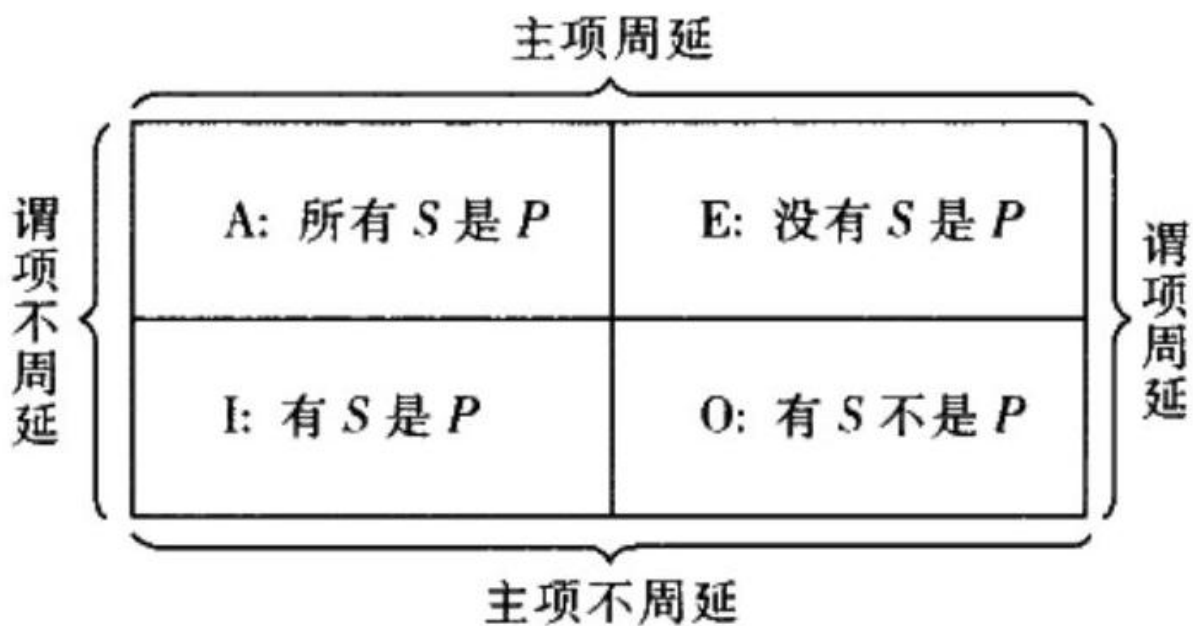 主项周延
谓项不周延
A: 所有 S 是 P
E: 没有 S 是 P
谓项周延
I: 有 S 是 P
O: 有 S 不是 P
主项不周延